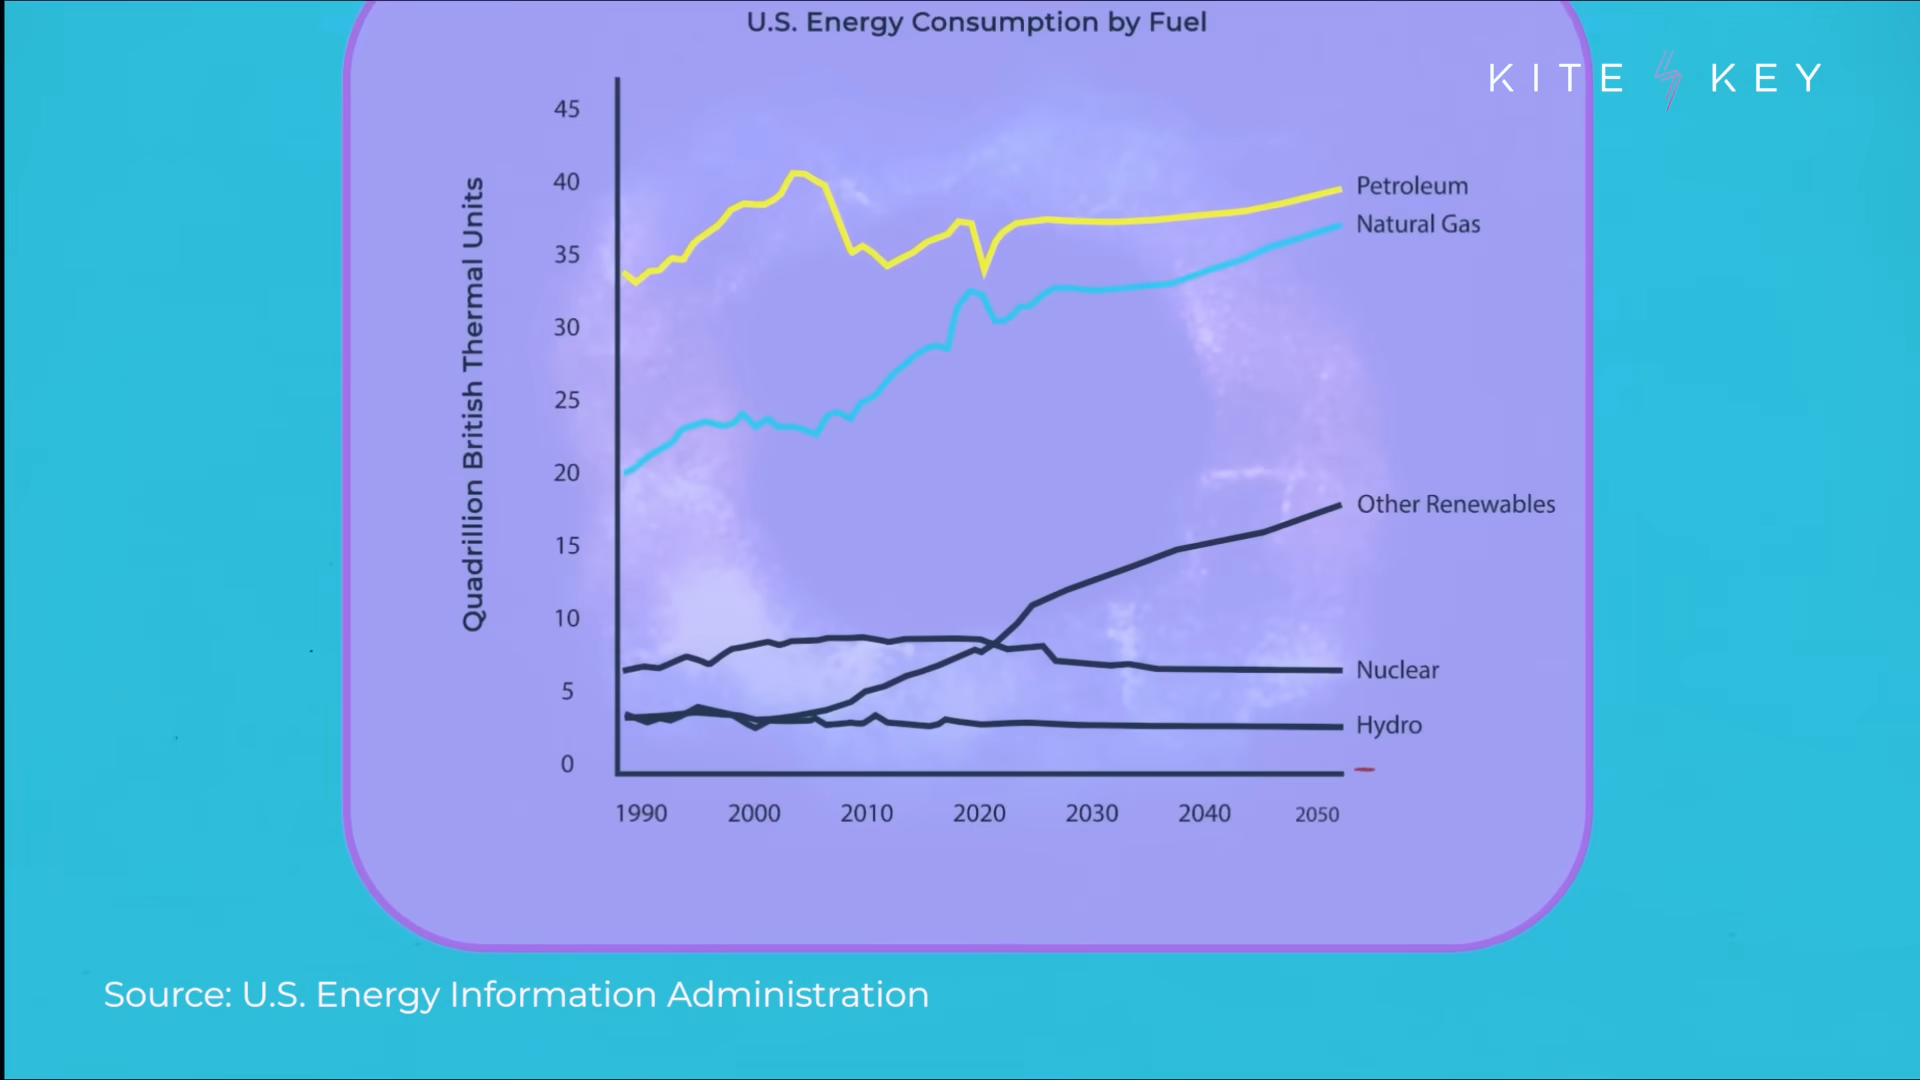 U.S. Energy Consumption by Fuel
KITE KEY
Quadrillion British Thermal Units
45
40
35
30
25
20
15
10
5
0
Petroleum
Natural Gas
Other Renewables
Nuclear
Hydro
1990 2000 2010 2020 2030 2040 2050
Source: U.S. Energy Information Administration